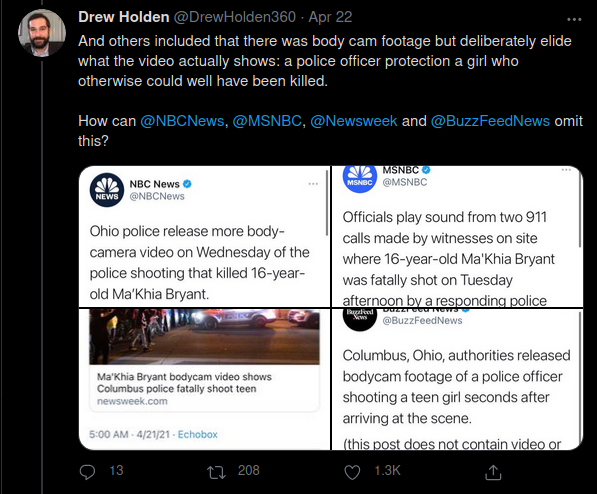 Drew Holden @DrewHolden360 · Apr 22
And others included that there was body cam footage but deliberately elide
what the video actually shows: a police officer protection a girl who
otherwise could well have been killed.
How can @NBCNews, @MSNBC, @Newsweek and @BuzzFeedNews omit
this?
NEWS
NBC News
@NBCNews
Ohio police release more body-
camera video on Wednesday of the
police shooting that killed 16-year-
old Ma'Khia Bryant.
MSNBC
MSNBC
@MSNBC
Officials play sound from two 911
calls made by witnesses on site
where 16-year-old Ma'Khia Bryant
was fatally shot on Tuesday
afternoon by a responding police
Ma'Khia Bryant bodycam video shows
Columbus police fatally shoot teen
newsweek.com
5:00 AM · 4/21/21 · Echobox
BuzzFeed
News
BuzzFeed News
@BuzzFeedNews
Columbus, Ohio, authorities released
bodycam footage of a police officer
shooting a teen girl seconds after
arriving at the scene.
(this post does not contain video or
13
208
1.3K